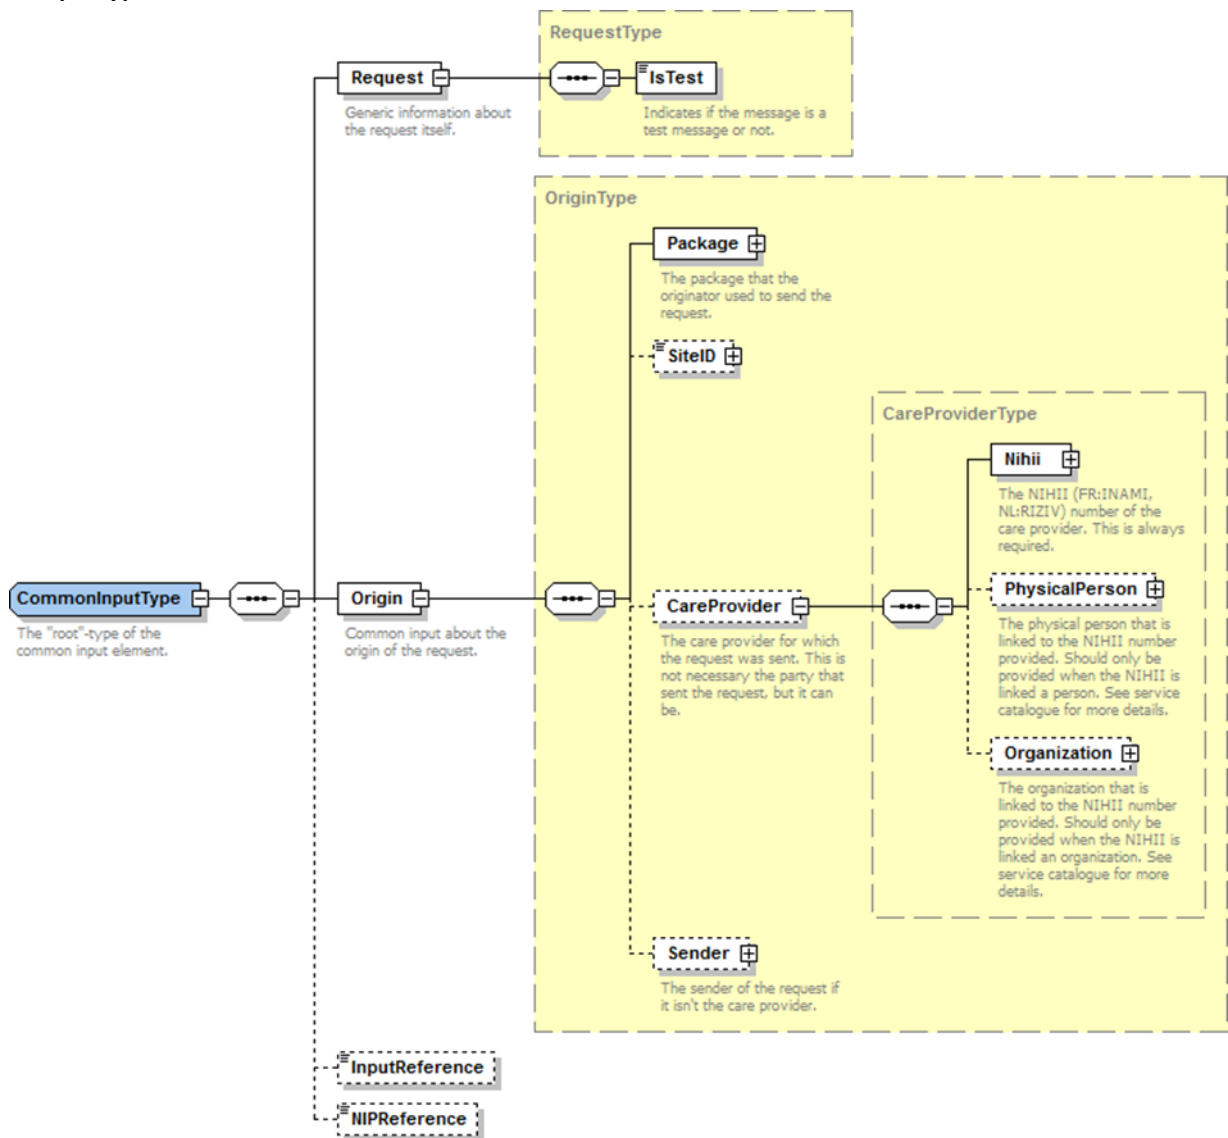 RequestType
Request
IsTest
Generic information about
the request itself.
Indicates if the message is a
test message or not.
OriginType
Package
The package that the
originator used to send the
request.
SiteID
CareProviderType
Nihii
The NIHII (FR:INAMI,
NL:RIZIV) number of the
care provider. This is always
required.
CommonInputType
The "root"-type of the
common input element.
Origin
Common input about the
origin of the request.
CareProvider
The care provider for which
the request was sent. This is
not necessary the party that
sent the request, but it can
be.
PhysicalPerson
The physical person that is
linked to the NIHII number
provided. Should only be
provided when the NIHII is
linked a person. See service
catalogue for more details.
Organization
The organization that is
linked to the NIHII number
provided. Should only be
provided when the NIHII is
linked an organization. See
service catalogue for more
details.
Sender
The sender of the request if
it isn't the care provider.
InputReference
NIPReference